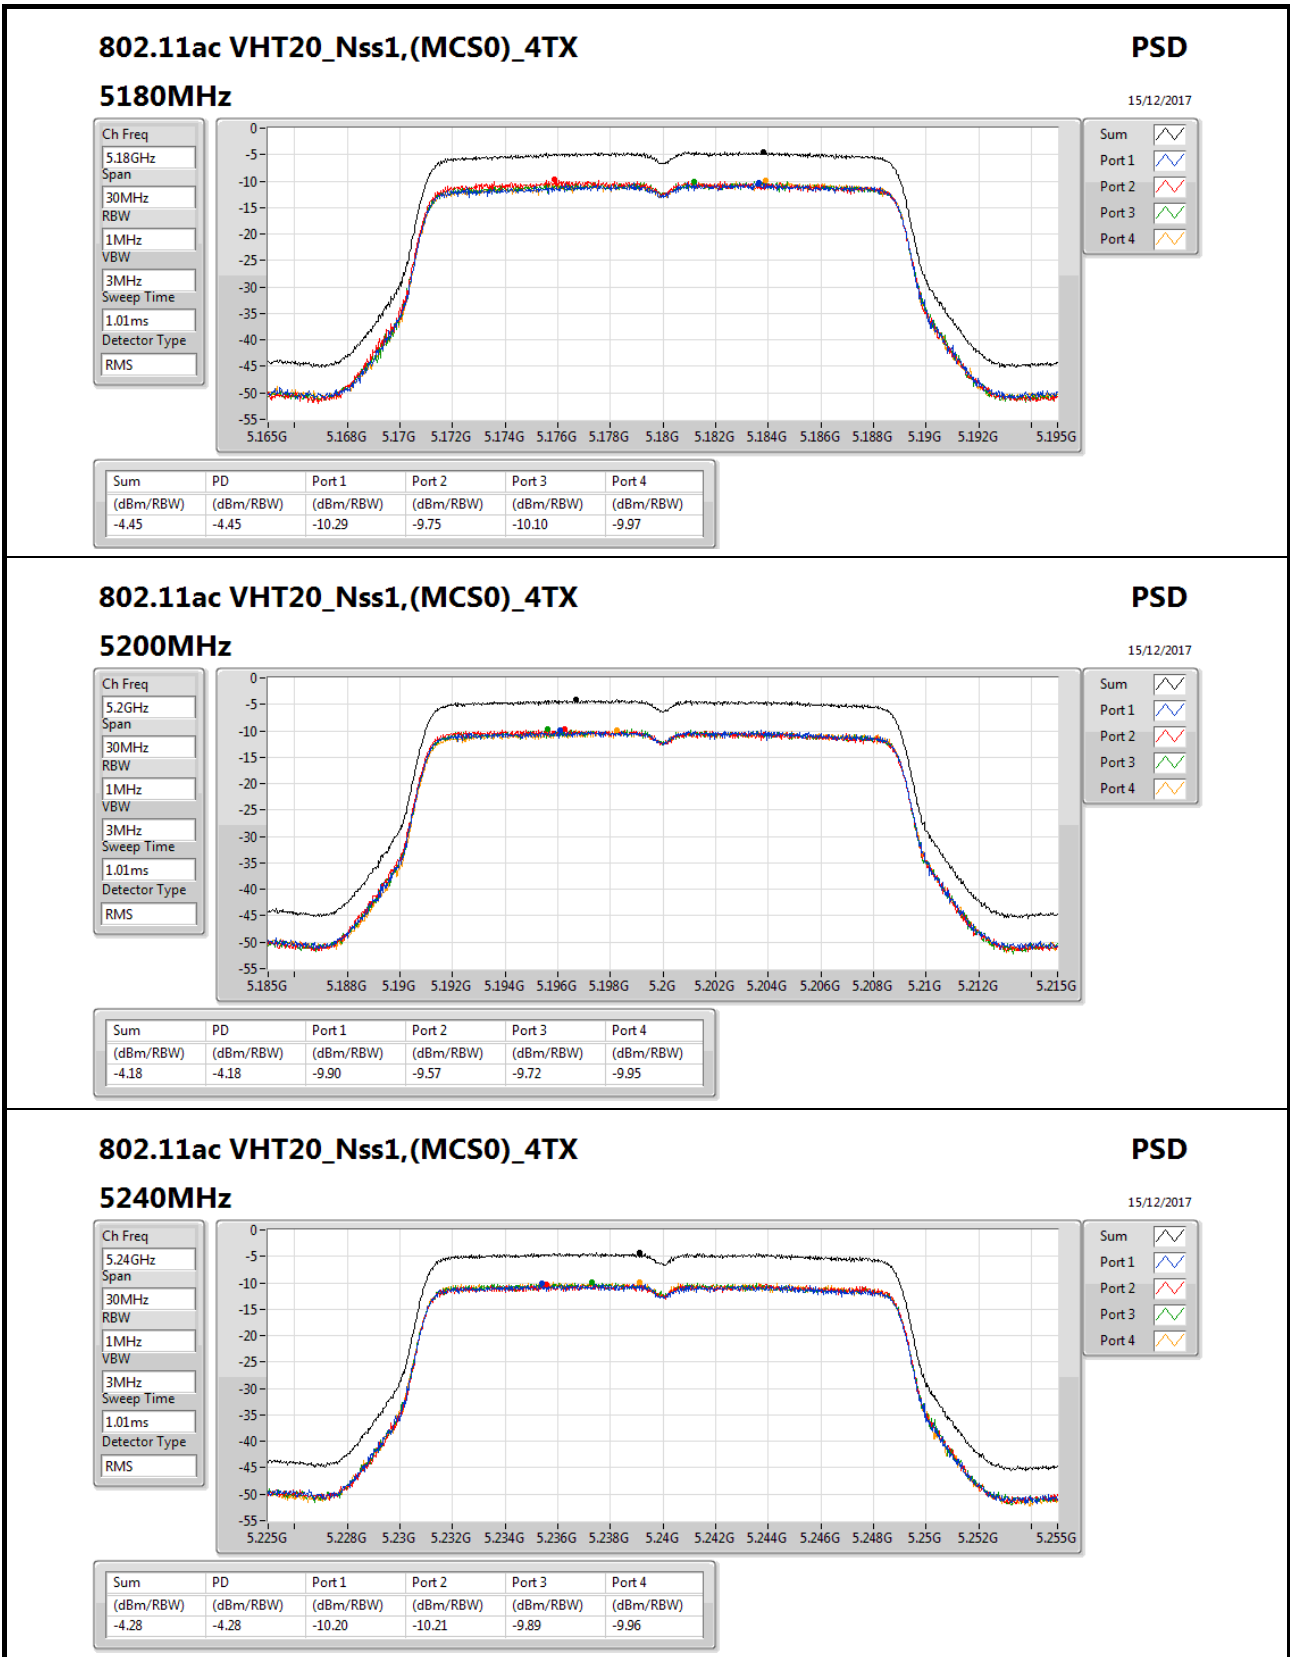 802.11ac VHT20_Nss1,(MCS0)_4TX PSD
5180MHz 15/12/2017
Ch Freq
5.18GHz
Span
30MHz
RBW
1MHz
VBW
3MHz
Sweep Time
1.01ms
Detector Type
RMS
0
-5
-10
-15
-20
-25
-30
-35
-40
-45
-50
-55
5.165G 5.168G 5.17G 5.172G 5.174G 5.176G 5.178G 5.18G 5.182G 5.184G 5.186G 5.188G 5.19G 5.192G 5.195G
Sum
Port 1
Port 2
Port 3
Port 4
Sum PD Port 1 Port 2 Port 3 Port 4
(dBm/RBW) (dBm/RBW) (dBm/RBW) (dBm/RBW) (dBm/RBW) (dBm/RBW)
-4.45 -4.45 -10.29 -9.75 -10.10 -9.97
802.11ac VHT20_Nss1,(MCS0)_4TX PSD
5200MHz 15/12/2017
Ch Freq
5.2GHz
Span
30MHz
RBW
1MHz
VBW
3MHz
Sweep Time
1.01ms
Detector Type
RMS
0
-5
-10
-15
-20
-25
-30
-35
-40
-45
-50
-55
5.185G 5.188G 5.19G 5.192G 5.194G 5.196G 5.198G 5.2G 5.202G 5.204G 5.206G 5.208G 5.21G 5.212G 5.215G
Sum
Port 1
Port 2
Port 3
Port 4
Sum PD Port 1 Port 2 Port 3 Port 4
(dBm/RBW) (dBm/RBW) (dBm/RBW) (dBm/RBW) (dBm/RBW) (dBm/RBW)
-4.18 -4.18 -9.90 -9.57 -9.72 -9.95
802.11ac VHT20_Nss1,(MCS0)_4TX PSD
5240MHz 15/12/2017
Ch Freq
5.24GHz
Span
30MHz
RBW
1MHz
VBW
3MHz
Sweep Time
1.01ms
Detector Type
RMS
0
-5
-10
-15
-20
-25
-30
-35
-40
-45
-50
-55
5.225G 5.228G 5.23G 5.232G 5.234G 5.236G 5.238G 5.24G 5.242G 5.244G 5.246G 5.248G 5.25G 5.252G 5.255G
Sum
Port 1
Port 2
Port 3
Port 4
Sum PD Port 1 Port 2 Port 3 Port 4
(dBm/RBW) (dBm/RBW) (dBm/RBW) (dBm/RBW) (dBm/RBW) (dBm/RBW)
-4.28 -4.28 -10.20 -10.21 -9.89 -9.96